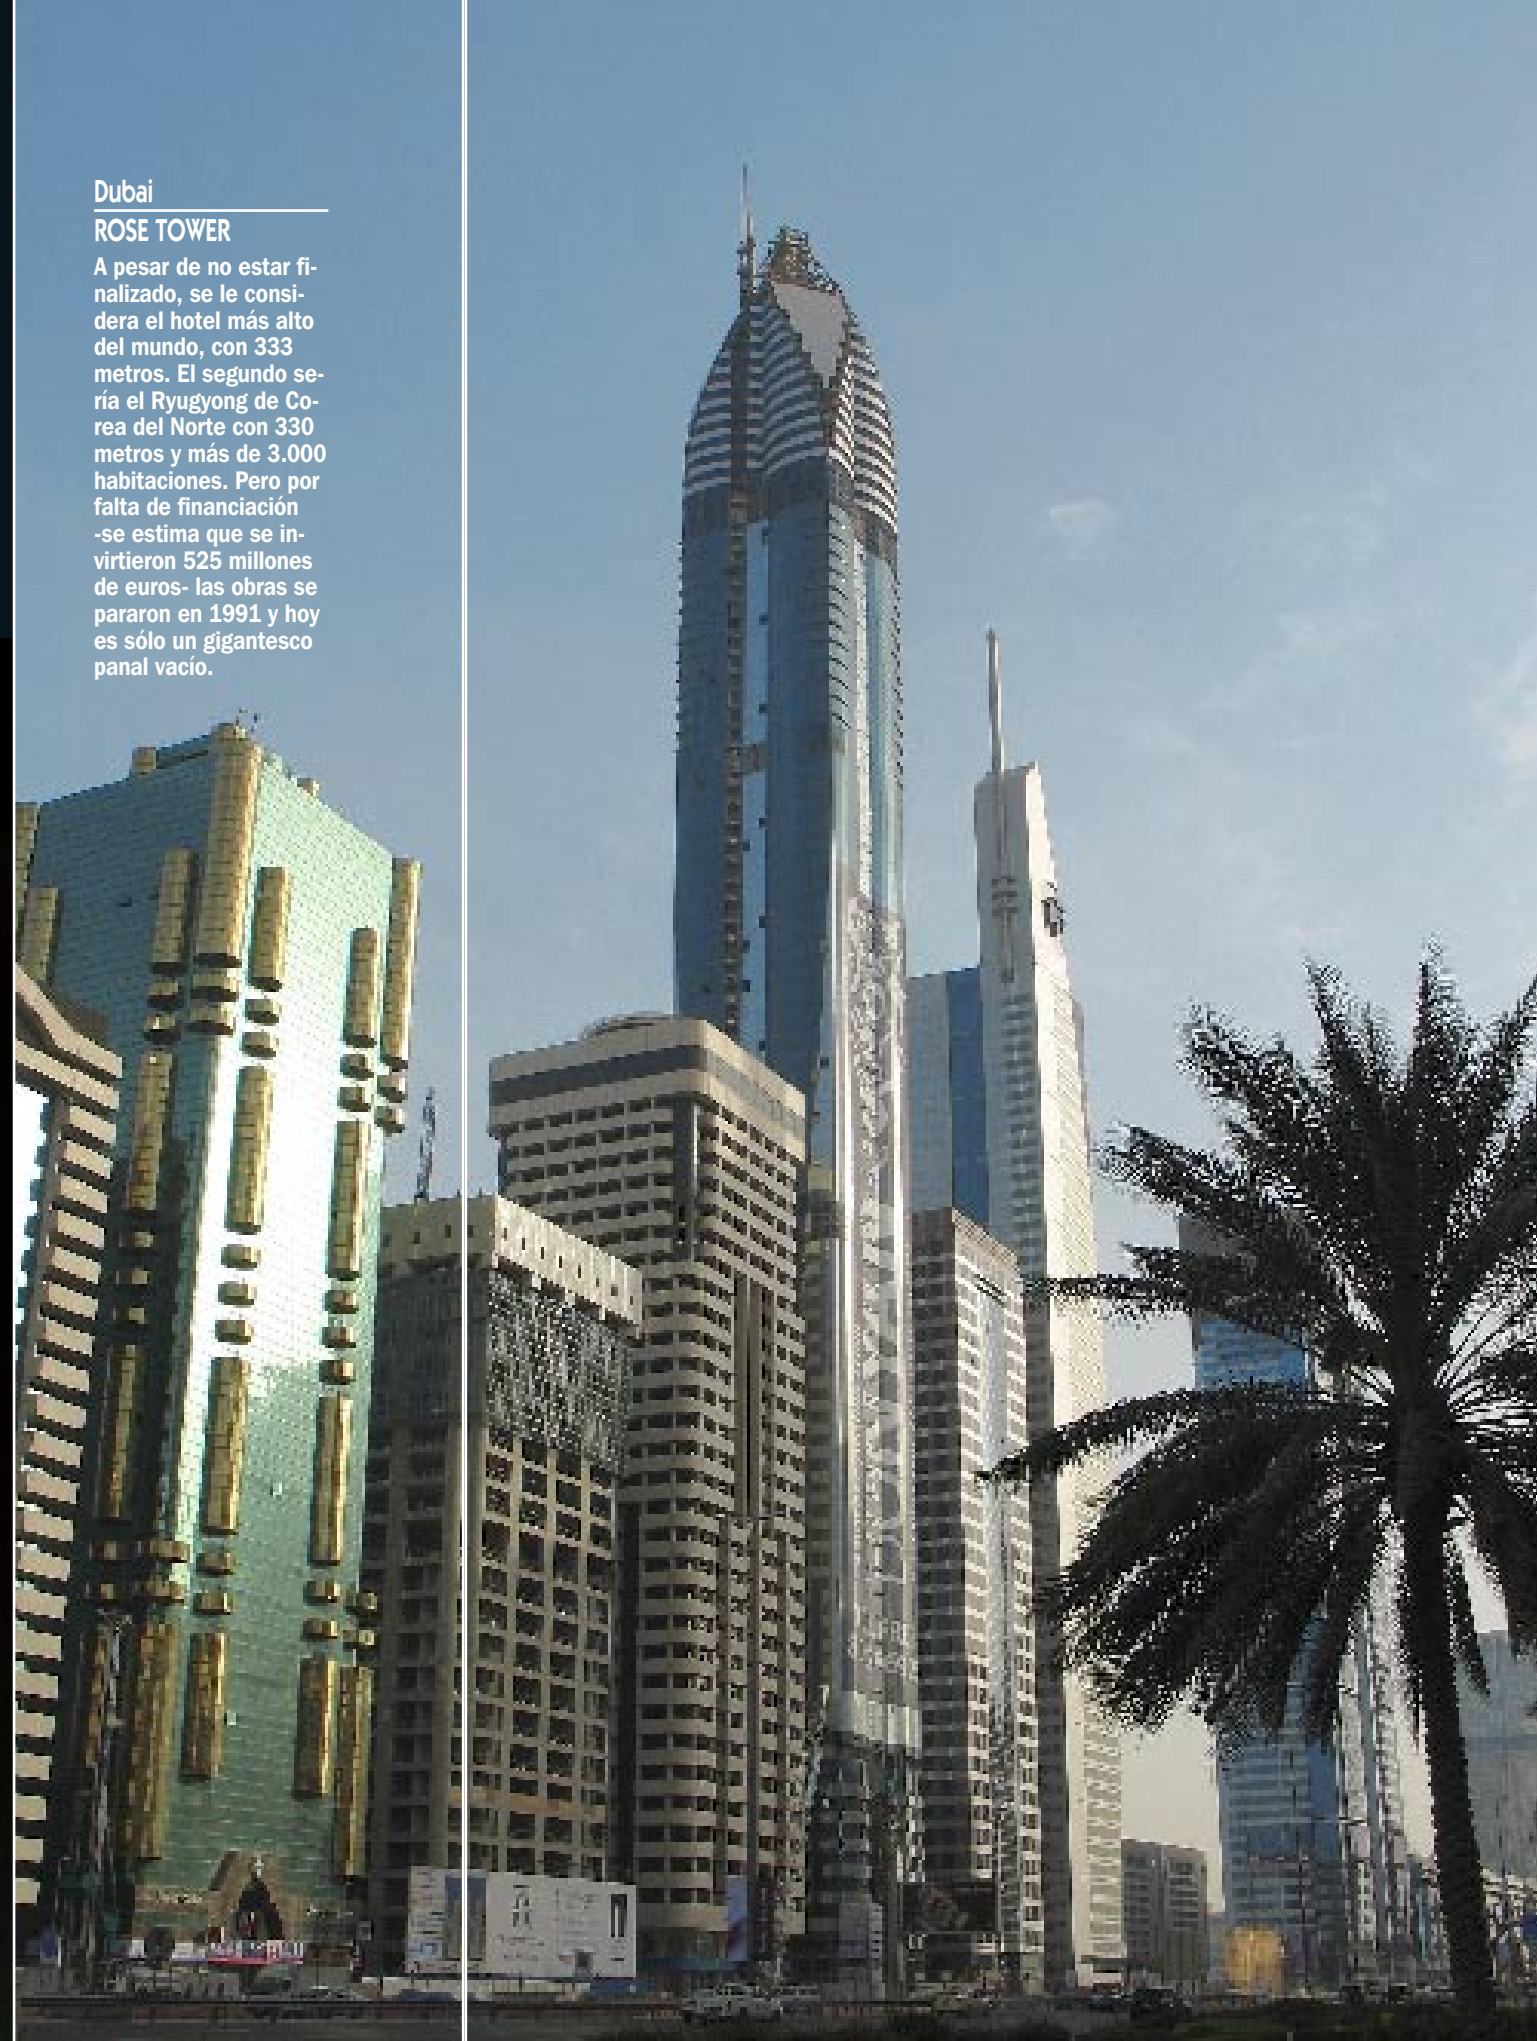 Dubai
ROSE TOWER
A pesar de no estar fi-
nalizado, se le consi-
dera el hotel más alto
del mundo, con 333
metros. El segundo se-
ría el Ryugyong de Co-
rea del Norte con 330
metros y más de 3.000
habitaciones. Pero por
falta de financiación
-se estima que se in-
virtieron 525 millones
de euros- las obras se
pararon en 1991 y hoy
es sólo un gigantesco
panal vacío.